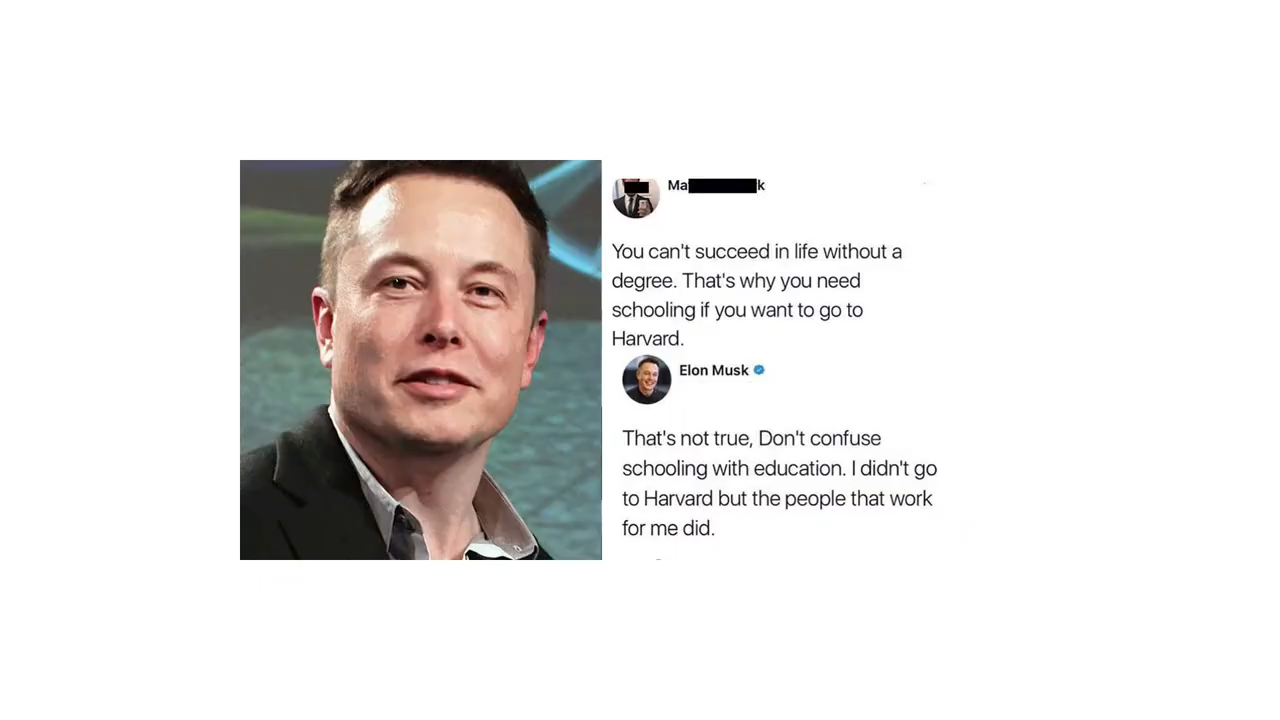 Ma k
You can't succeed in life without a
degree. That's why you need
schooling if you want to go to
Harvard.
Elon Musk
That's not true, Don't confuse
schooling with education. I didn't go
to Harvard but the people that work
for me did.